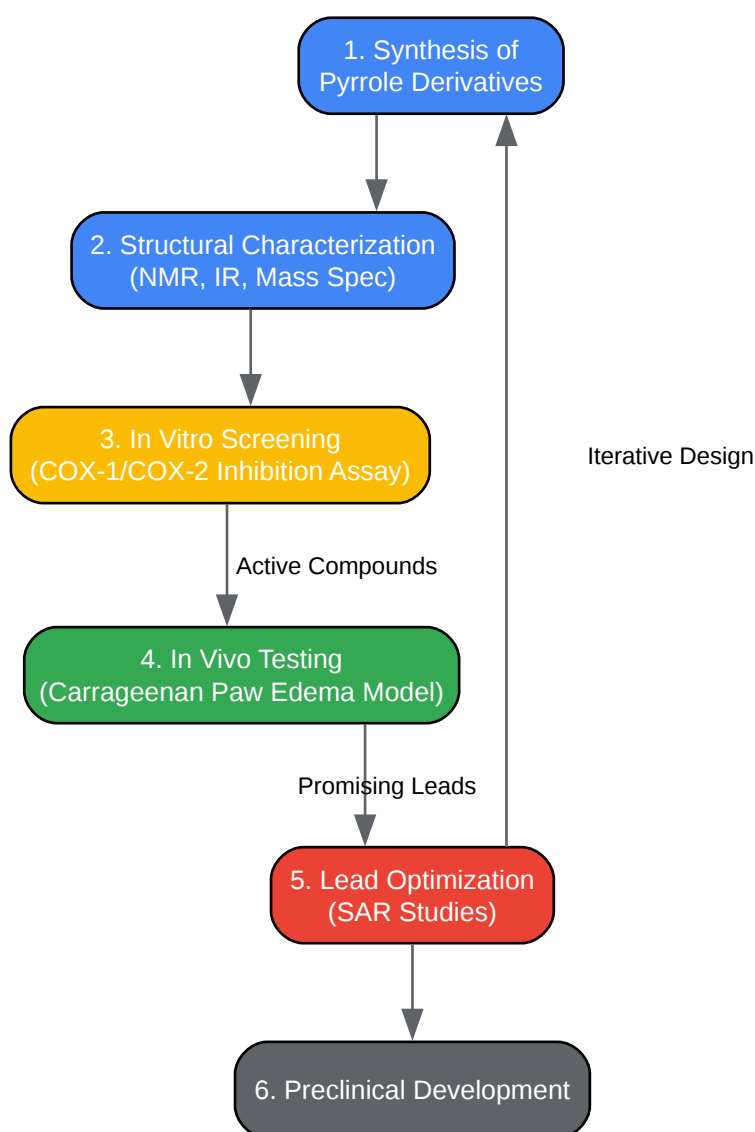 1. Synthesis of
Pyrrole Derivatives
2. Structural Characterization
(NMR, IR, Mass Spec)
3. In Vitro Screening
(COX-1/COX-2 Inhibition Assay)
Iterative Design
Active Compounds
4. In Vivo Testing
(Carrageenan Paw Edema Model)
Promising Leads
5. Lead Optimization
(SAR Studies)
6. Preclinical Development